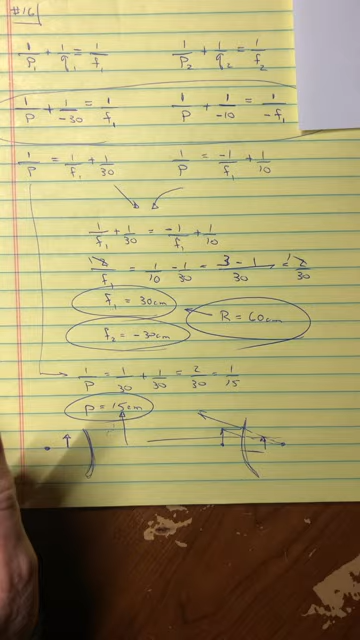 #16
1/p₁ + 1/q₁ = 1/f₁    1/p₂ + 1/q₂ = 1/f₂
1/p + 1/-30 = 1/f₁    1/p + 1/-10 = 1/-f₁
1/p = 1/f₁ + 1/30    1/p = -1/f₁ + 1/10
1/f₁ + 1/30 = -1/f₁ + 1/10
2/f₁ = 1/10 - 1/30 = 3-1/30 = 2/30
f₁ = 30cm    R = 60cm
f₂ = -30cm
1/p = 1/30 + 1/30 = 2/30 = 1/15
p = 15cm